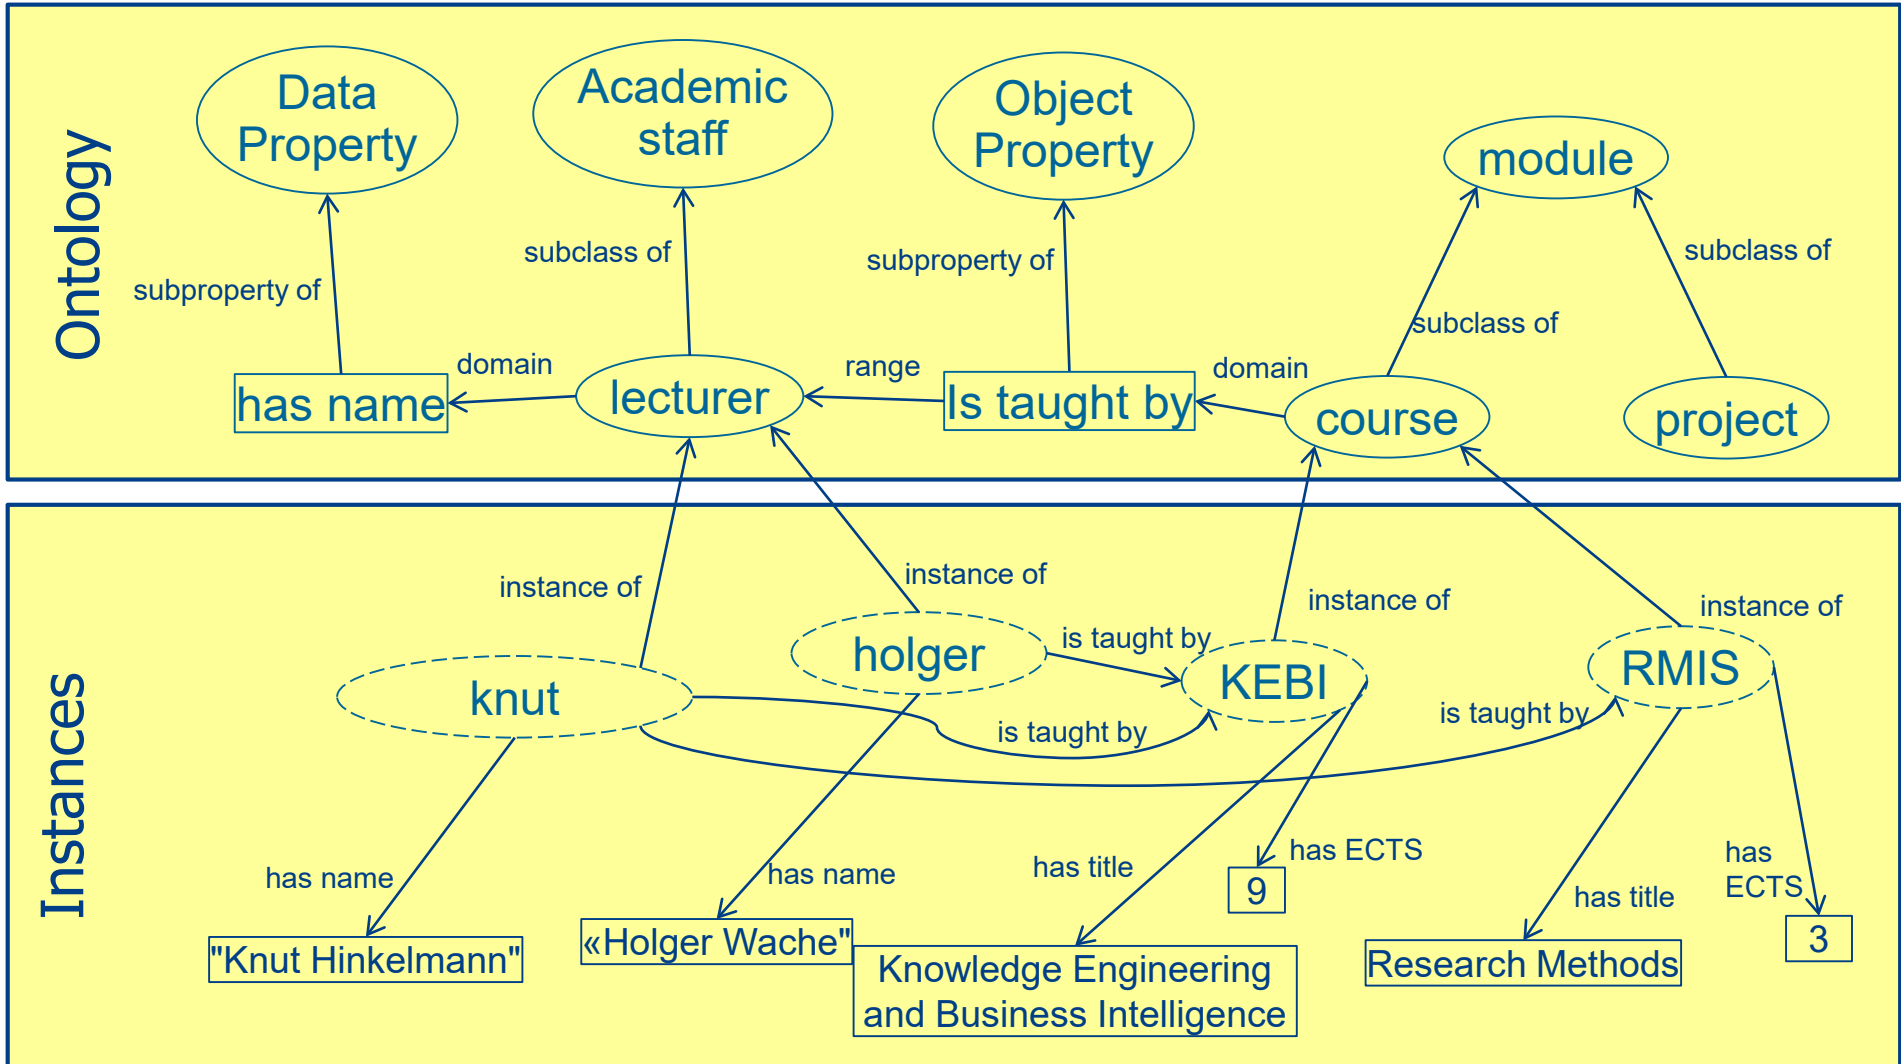 Ontology
Data
Property
Academic
staff
Object
Property
module
subproperty of
subclass of
subproperty of
subclass of
subclass of
has name
domain
lecturer
range
Is taught by
domain
course
project
Instances
instance of
instance of
instance of
instance of
knut
holger
is taught by
KEBI
RMIS
is taught by
is taught by
has name
has name
has title
has ECTS
has title
has
ECTS
"Knut Hinkelmann"
«Holger Wache"
Knowledge Engineering
and Business Intelligence
9
Research Methods
3